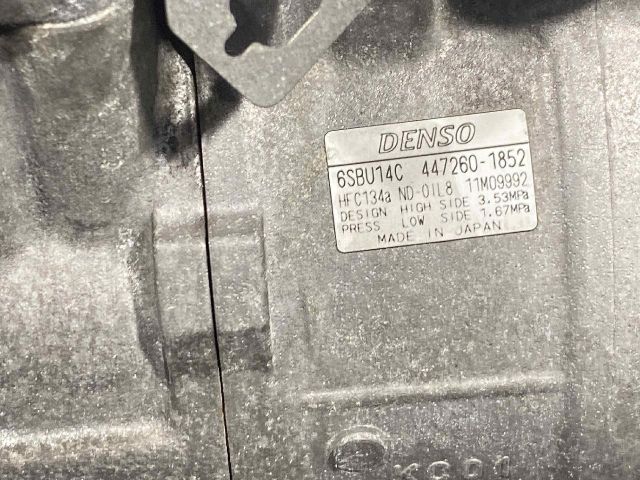 DENSO
6SBU14C 447260-1852
HFC134a ND-OIL8 11M09992
DESIGN HIGH SIDE 3.53MPa
PRESS LOW SIDE 1.67MPa
MADE IN JAPAN